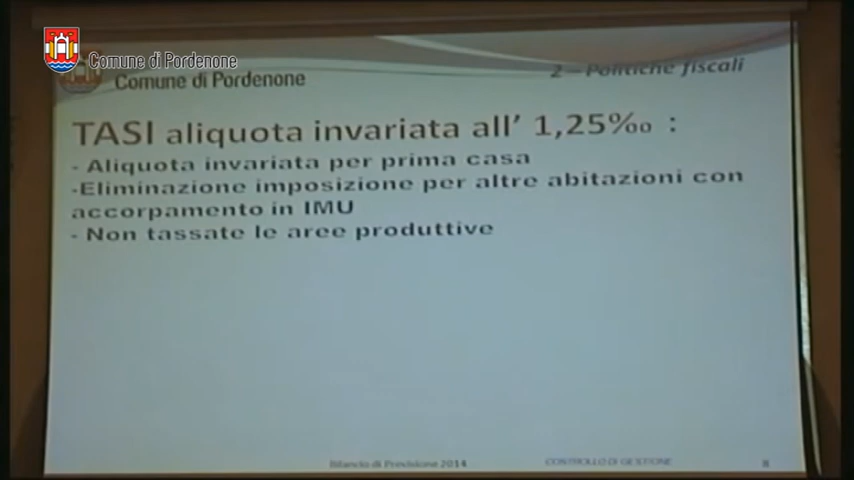 Comune di Pordenone
Comune di Pordenone
2 – Politiche fiscali
TASI aliquota invariata all' 1,25‰ :
- Aliquota invariata per prima casa
-Eliminazione imposizione per altre abitazioni con
accorpamento in IMU
- Non tassate le aree produttive
Bilancio di Previsione 2014 CONTROLLO DI GESTIONE 8